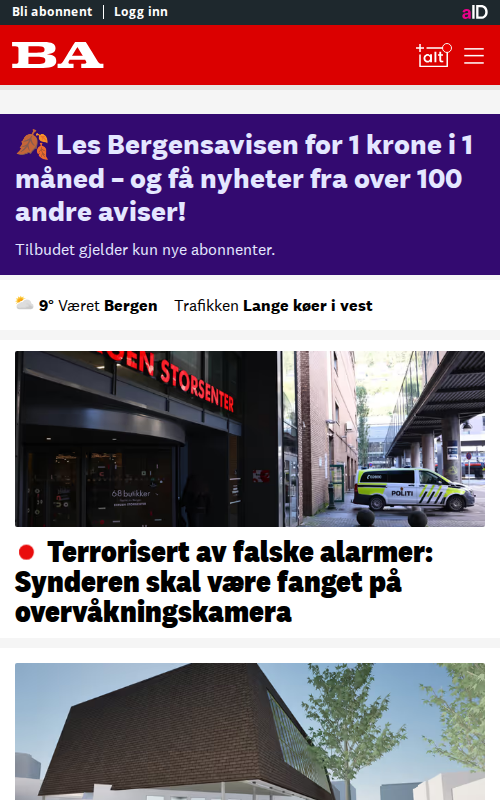 Bli abonnent | Logg inn
aID
BA
+alt
🍂 Les Bergensavisen for 1 krone i 1
måned – og få nyheter fra over 100
andre aviser!
Tilbudet gjelder kun nye abonnenter.
9° Været Bergen Trafikken Lange køer i vest
STORSENTER
68 butikker
POLITI
Terrorisert av falske alarmer:
Synderen skal være fanget på
overvåkningskamera